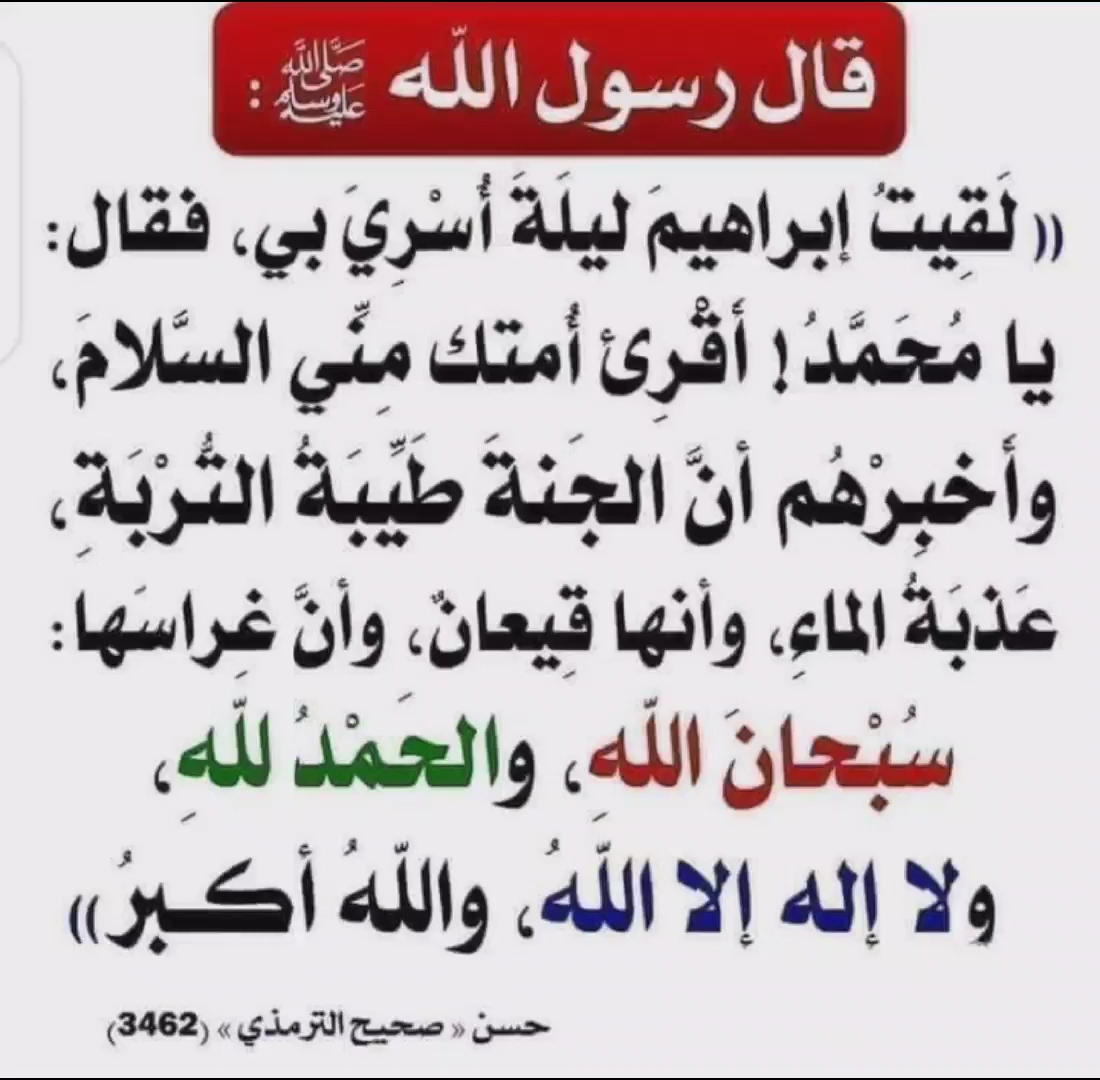 قال رسول الله ﷺ :
(( لَقِيتُ إبراهيمَ ليلَةَ أُسْرِيَ بي، فقال:
يا مُحَمَّدُ! أَقْرِئ أُمتك مِنِّي السَّلامَ،
وأَخبِرْهُم أنَّ الجَنةَ طَيِّبَةُ التُّرْبَةِ،
عَذبَةُ الماءِ، وأنها قِيعانٌ، وأنَّ غِراسَها:
سُبْحانَ اللَّه، والحَمْدُ للَّهِ،
ولا إله إلا اللَّهُ، واللَّهُ أكبرُ))
حسن « صحيح الترمذي » (3462)